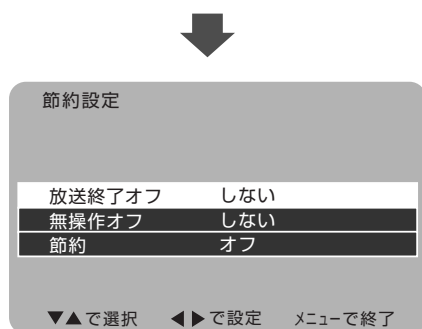 節約設定
放送終了オフ しない
無操作オフ しない
節約 オフ
▼▲で選択 ◀▶で設定 メニューで終了